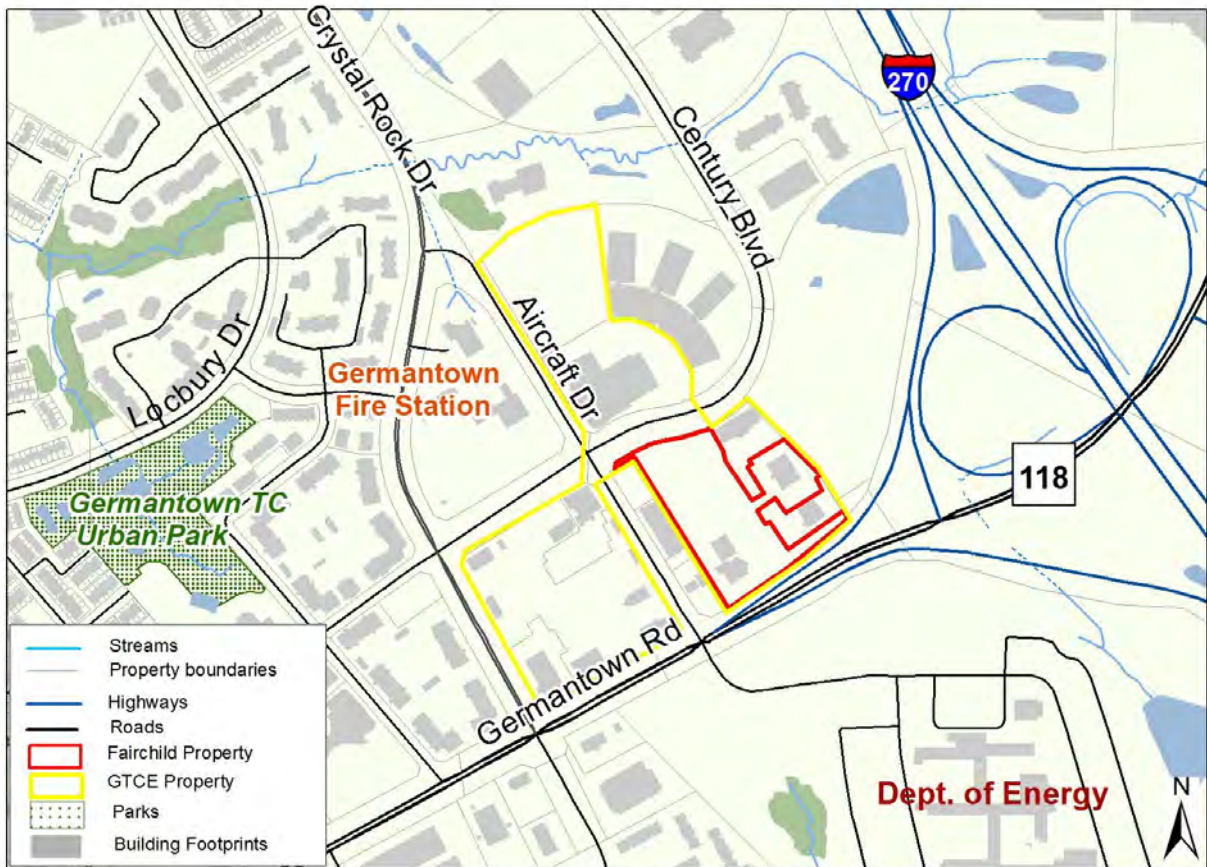 Crystal Rock Dr
Century Blvd
270
Aircraft Dr
Locbury Dr
Germantown
Fire Station
118
Germantown TC
Urban Park
Germantown Rd
Dept. of Energy
N
Streams
Property boundaries
Highways
Roads
Fairchild Property
GTCE Property
Parks
Building Footprints